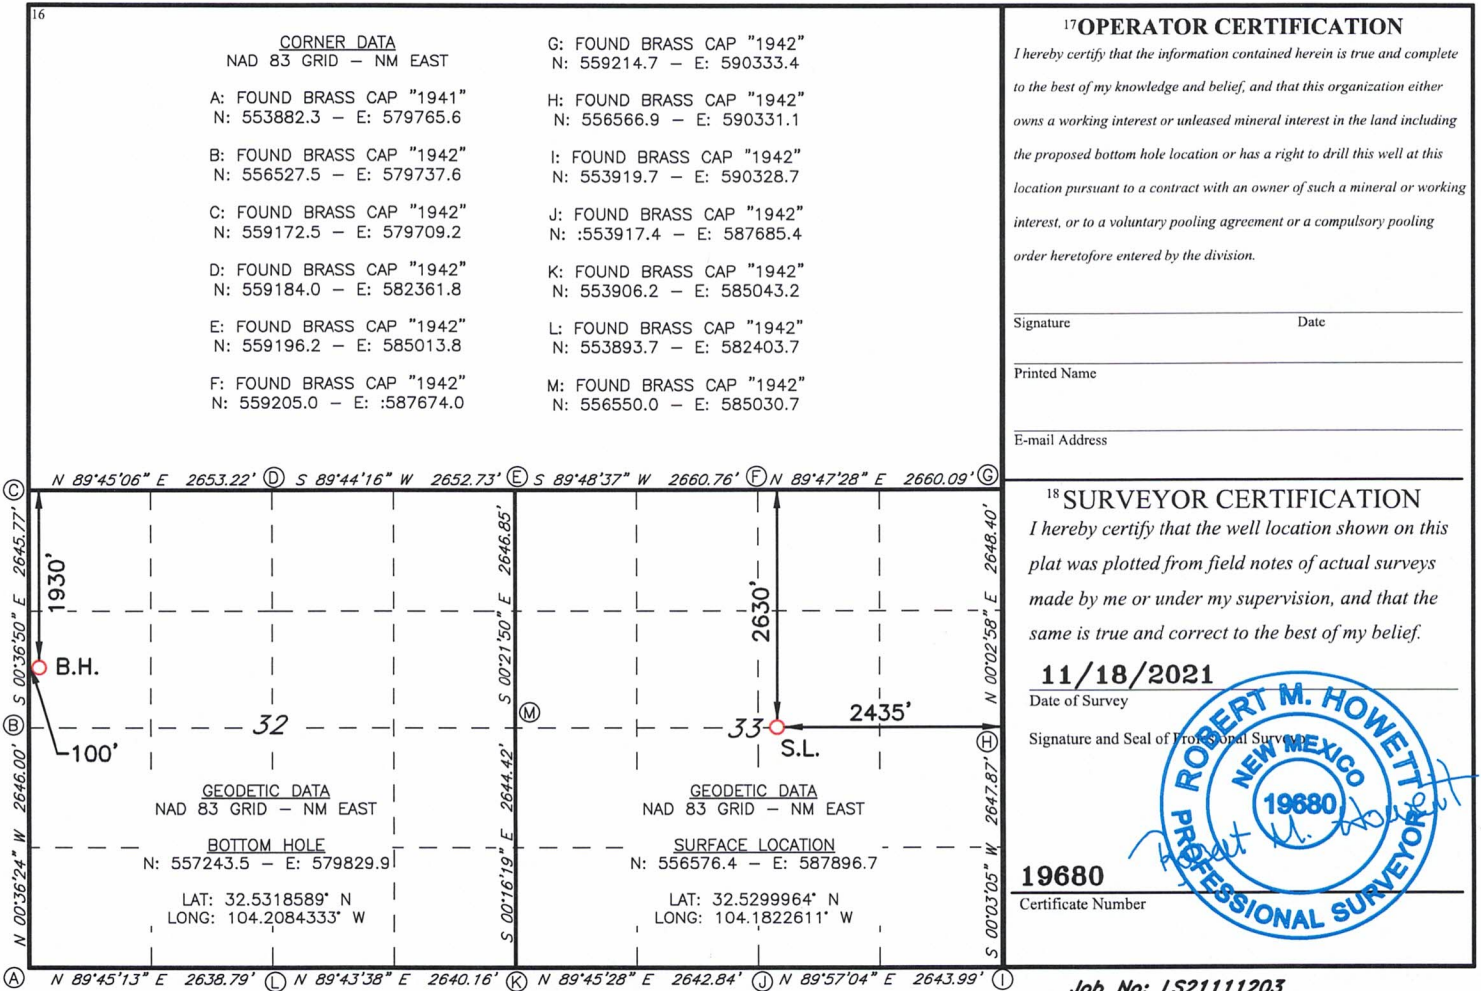 16
CORNER DATA
NAD 83 GRID – NM EAST
A: FOUND BRASS CAP "1941"
N: 553882.3 – E: 579765.6
B: FOUND BRASS CAP "1942"
N: 556527.5 – E: 579737.6
C: FOUND BRASS CAP "1942"
N: 559172.5 – E: 579709.2
D: FOUND BRASS CAP "1942"
N: 559184.0 – E: 582361.8
E: FOUND BRASS CAP "1942"
N: 559196.2 – E: 585013.8
F: FOUND BRASS CAP "1942"
N: 559205.0 – E: :587674.0
G: FOUND BRASS CAP "1942"
N: 559214.7 – E: 590333.4
H: FOUND BRASS CAP "1942"
N: 556566.9 – E: 590331.1
I: FOUND BRASS CAP "1942"
N: 553919.7 – E: 590328.7
J: FOUND BRASS CAP "1942"
N: :553917.4 – E: 587685.4
K: FOUND BRASS CAP "1942"
N: 553906.2 – E: 585043.2
L: FOUND BRASS CAP "1942"
N: 553893.7 – E: 582403.7
M: FOUND BRASS CAP "1942"
N: 556550.0 – E: 585030.7
C N 89°45'06" E 2653.22' D S 89°44'16" W 2652.73' E S 89°48'37" W 2660.76' F N 89°47'28" E 2660.09' G
S 00°36'50" E 2645.77'
1930'
B.H.
100'
B
32
S 00°21'50" E 2646.85'
M
2630'
33
2435'
S.L.
H
N 00°02'58" E 2648.40'
N 00°36'24" W 2646.00'
GEODETIC DATA
NAD 83 GRID – NM EAST
BOTTOM HOLE
N: 557243.5 – E: 579829.9
LAT: 32.5318589° N
LONG: 104.2084333° W
S 00°16'19" E 2644.42'
GEODETIC DATA
NAD 83 GRID – NM EAST
SURFACE LOCATION
N: 556576.4 – E: 587896.7
LAT: 32.5299964° N
LONG: 104.1822611° W
S 00°03'05" W 2647.87'
A N 89°45'13" E 2638.79' L N 89°43'38" E 2640.16' K N 89°45'28" E 2642.84' J N 89°57'04" E 2643.99' I
17 OPERATOR CERTIFICATION
I hereby certify that the information contained herein is true and complete
to the best of my knowledge and belief, and that this organization either
owns a working interest or unleased mineral interest in the land including
the proposed bottom hole location or has a right to drill this well at this
location pursuant to a contract with an owner of such a mineral or working
interest, or to a voluntary pooling agreement or a compulsory pooling
order heretofore entered by the division.
Signature Date
Printed Name
E-mail Address
18 SURVEYOR CERTIFICATION
I hereby certify that the well location shown on this
plat was plotted from field notes of actual surveys
made by me or under my supervision, and that the
same is true and correct to the best of my belief.
11/18/2021
Date of Survey
Signature and Seal of Professional Surveyor
ROBERT M. HOWETT
NEW MEXICO
19680
PROFESSIONAL SURVEYOR
Robert M. Howett
19680
Certificate Number
Job No: LS21111203